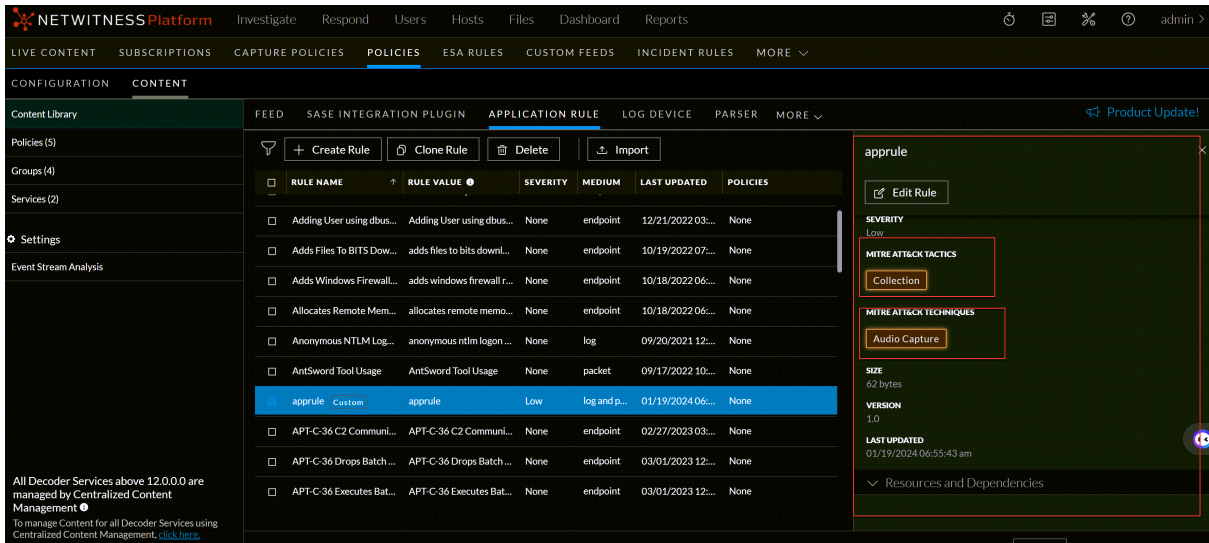 NETWITNESS Platform Investigate Respond Users Hosts Files Dashboard Reports admin
LIVE CONTENT SUBSCRIPTIONS CAPTURE POLICIES POLICIES ESA RULES CUSTOM FEEDS INCIDENT RULES MORE
CONFIGURATION CONTENT
Content Library
Policies (5)
Groups (4)
Services (2)
Settings
Event Stream Analysis
All Decoder Services above 12.0.0.0 are
managed by Centralized Content
Management
To manage Content for all Decoder Services using
Centralized Content Management, click here.
FEED SASE INTEGRATION PLUGIN APPLICATION RULE LOG DEVICE PARSER MORE
Product Update!
Create Rule Clone Rule Delete Import
RULE NAME RULE VALUE SEVERITY MEDIUM LAST UPDATED POLICIES
Adding User using dbus... Adding User using dbus... None endpoint 12/21/2022 03:... None
Adds Files To BITS Dow... adds files to bits downl... None endpoint 10/19/2022 07:... None
Adds Windows Firewall... adds windows firewall r... None endpoint 10/18/2022 06:... None
Allocates Remote Mem... allocates remote memo... None endpoint 10/18/2022 06:... None
Anonymous NTLM Log... anonymous ntlm logon ... None log 09/20/2021 12:... None
AntSword Tool Usage AntSword Tool Usage None packet 09/17/2022 10:... None
apprule Custom apprule Low log and p... 01/19/2024 06:... None
APT-C-36 C2 Communi... APT-C-36 C2 Communi... None endpoint 02/27/2023 03:... None
APT-C-36 Drops Batch ... APT-C-36 Drops Batch ... None endpoint 03/01/2023 12:... None
APT-C-36 Executes Bat... APT-C-36 Executes Bat... None endpoint 03/01/2023 12:... None
apprule
Edit Rule
SEVERITY
Low
MITRE ATT&CK TACTICS
Collection
MITRE ATT&CK TECHNIQUES
Audio Capture
SIZE
62 bytes
VERSION
1.0
LAST UPDATED
01/19/2024 06:55:43 am
Resources and Dependencies